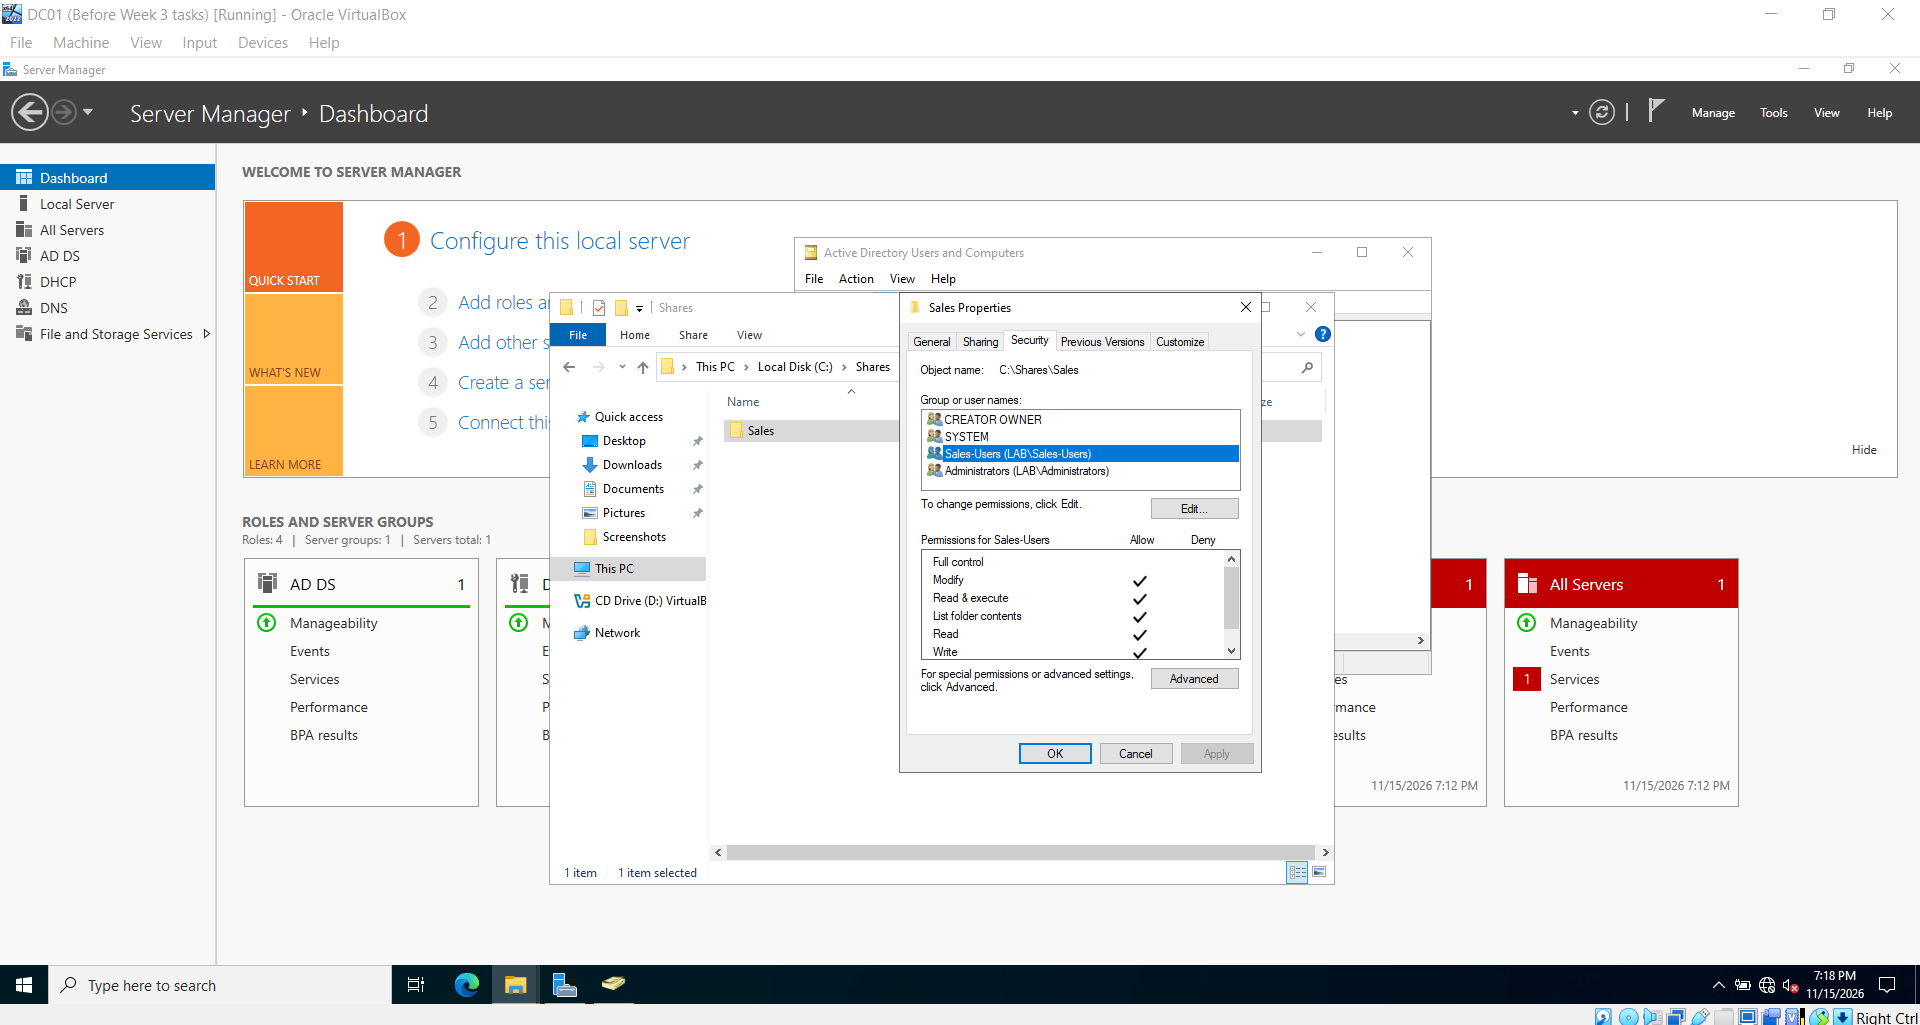 DC01 (Before Week 3 tasks) [Running] - Oracle VirtualBox
File Machine View Input Devices Help
Server Manager
Server Manager ‣ Dashboard
Manage Tools View Help
Dashboard
Local Server
All Servers
AD DS
DHCP
DNS
File and Storage Services
WELCOME TO SERVER MANAGER
QUICK START
WHAT'S NEW
LEARN MORE
1 Configure this local server
2 Add roles a
3 Add other s
4 Create a ser
5 Connect this
Hide
Active Directory Users and Computers
File Action View Help
Shares
File Home Share View
This PC › Local Disk (C:) › Shares
Quick access
Desktop
Downloads
Documents
Pictures
Screenshots
This PC
CD Drive (D:) VirtualB
Network
Name
ze
Sales
1 item 1 item selected
Sales Properties
General Sharing Security Previous Versions Customize
Object name: C:\Shares\Sales
Group or user names:
CREATOR OWNER
SYSTEM
Sales-Users (LAB\Sales-Users)
Administrators (LAB\Administrators)
To change permissions, click Edit.
Edit...
Permissions for Sales-Users Allow Deny
Full control
Modify
Read & execute
List folder contents
Read
Write
For special permissions or advanced settings,
click Advanced.
Advanced
OK Cancel Apply
ROLES AND SERVER GROUPS
Roles: 4 | Server groups: 1 | Servers total: 1
AD DS 1
Manageability
Events
Services
Performance
BPA results
D
M
E
S
P
B
1
es
mance
sults
11/15/2026 7:12 PM
All Servers 1
Manageability
Events
1 Services
Performance
BPA results
11/15/2026 7:12 PM
Type here to search
7:18 PM
11/15/2026
Right Ctrl